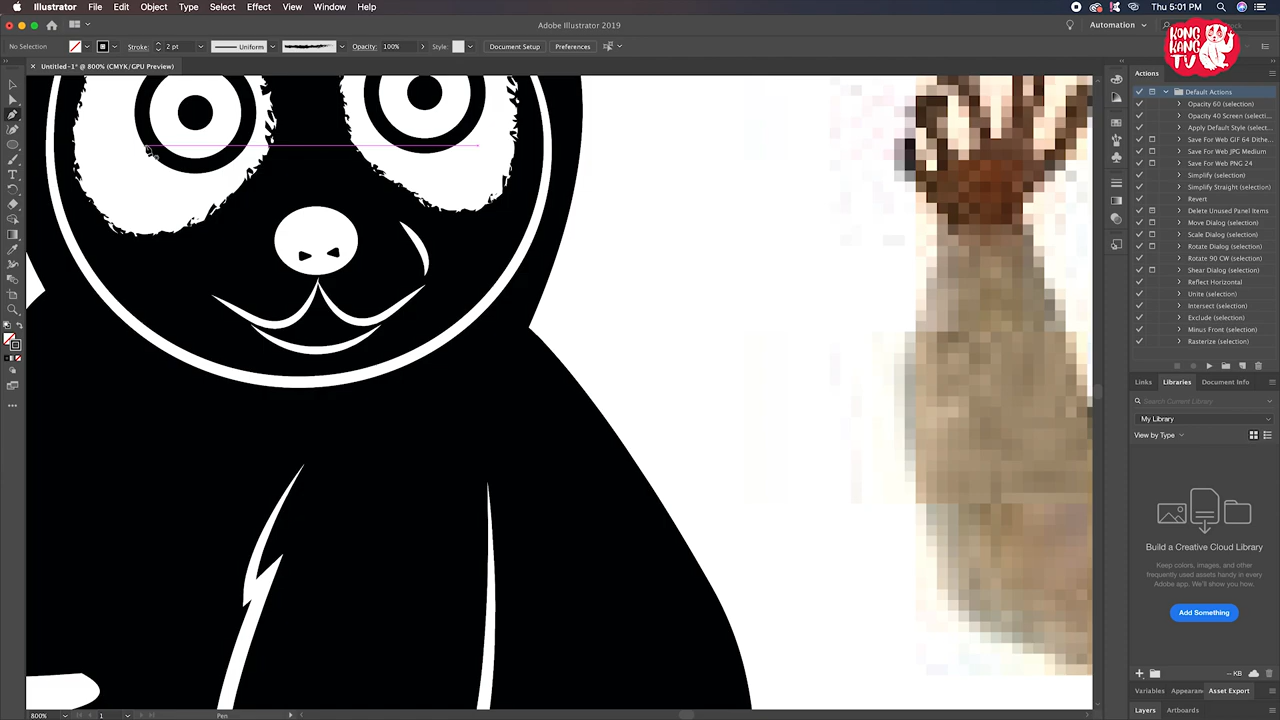 Illustrator File Edit Object Type Select Effect View Window Help
Thu 5:01 PM
Adobe Illustrator 2019
Automation
KONG
KANG
TV
No Selection
Stroke: 2 pt
Uniform
Opacity: 100%
Style:
Document Setup
Preferences
Untitled-1* @ 800% (CMYK/GPU Preview)
Actions
Default Actions
Opacity 60 (selection)
Opacity 40 Screen (selecti...
Apply Default Style (select...
Save For Web GIF 64 Dithe...
Save For Web JPG Medium
Save For Web PNG 24
Simplify (selection)
Simplify Straight (selection)
Revert
Delete Unused Panel Items
Move Dialog (selection)
Scale Dialog (selection)
Rotate Dialog (selection)
Rotate 90 CW (selection)
Shear Dialog (selection)
Reflect Horizontal
Unite (selection)
Intersect (selection)
Exclude (selection)
Minus Front (selection)
Rasterize (selection)
Links Libraries Document Info
Search Current Library
My Library
View by Type
Build a Creative Cloud Library
Keep colors, images, and other
frequently used assets handy in every
Adobe app. We'll show you how.
Add Something
-- KB
Variables Appearan Asset Export
Layers Artboards
800%
1
Pen